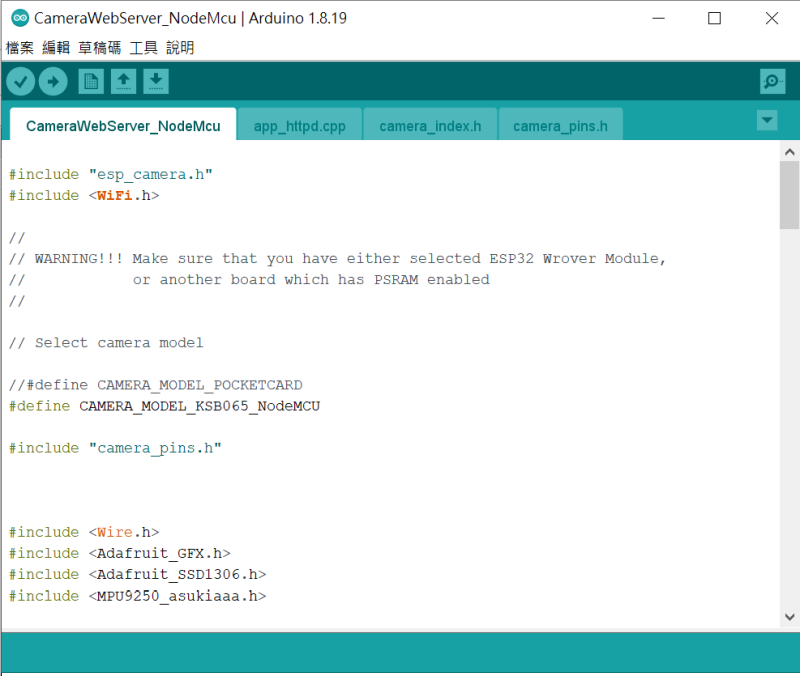 CameraWebServer_NodeMcu | Arduino 1.8.19
檔案 編輯 草稿碼 工具 說明
CameraWebServer_NodeMcu app_httpd.cpp camera_index.h camera_pins.h
#include "esp_camera.h"
#include <WiFi.h>
//
// WARNING!!! Make sure that you have either selected ESP32 Wrover Module,
//            or another board which has PSRAM enabled
//
// Select camera model
//#define CAMERA_MODEL_POCKETCARD
#define CAMERA_MODEL_KSB065_NodeMCU
#include "camera_pins.h"
#include <Wire.h>
#include <Adafruit_GFX.h>
#include <Adafruit_SSD1306.h>
#include <MPU9250_asukiaaa.h>